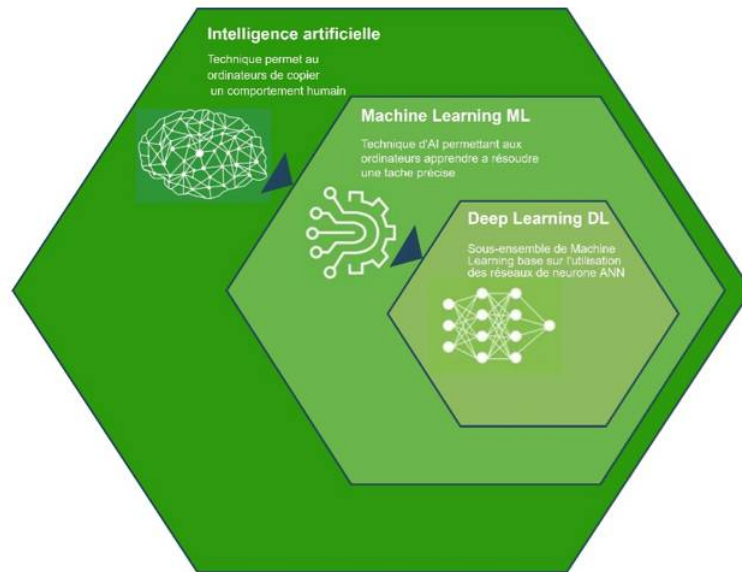 Intelligence artificielle
Technique permet au
ordinateurs de copier
un comportement humain
Machine Learning ML
Technique d'AI permettant aux
ordinateurs apprendre a résoudre
une tache précise
Deep Learning DL
Sous-ensemble de Machine
Learning base sur l'utilisation
des réseaux de neurone ANN